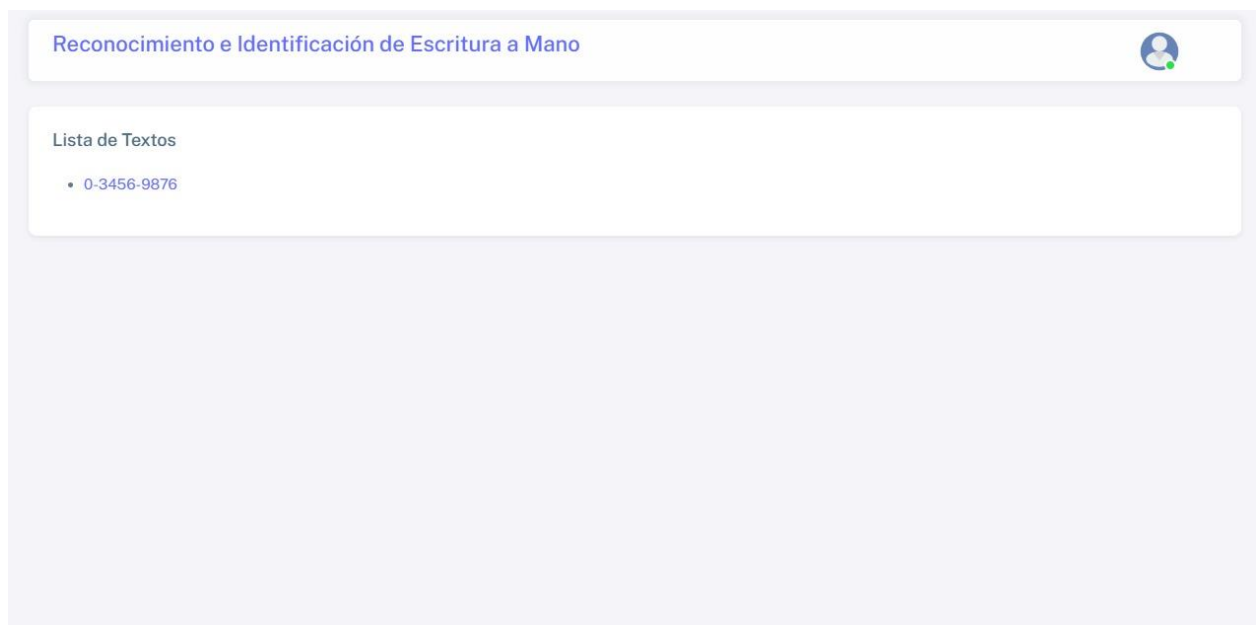 Reconocimiento e Identificación de Escritura a Mano
Lista de Textos
• 0-3456-9876